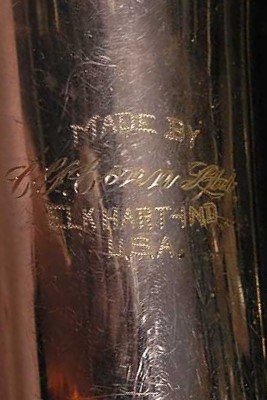 MADE BY
C.G. Conn Ltd.
ELKHART-IND.
U.S.A.